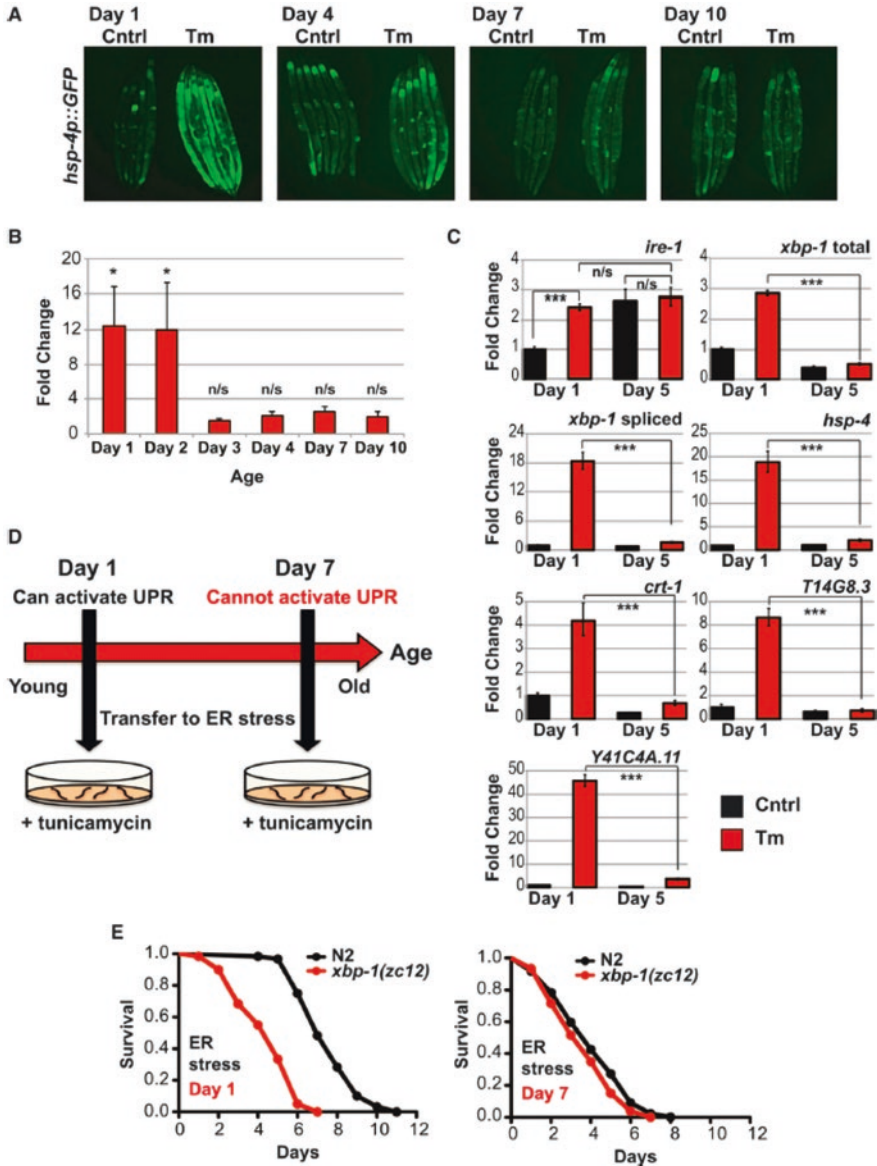 A
Day 1
Cntrl Tm
Day 4
Cntrl Tm
Day 7
Cntrl Tm
Day 10
Cntrl Tm
hsp-4p::GFP
B
Fold Change
20
16
12
8
4
0
* * n/s n/s n/s n/s
Day 1 Day 2 Day 3 Day 4 Day 7 Day 10
Age
C
ire-1
Fold Change
4
3
2
1
0
***
n/s
n/s
Day 1 Day 5
xbp-1 total
4
3
2
1
0
***
Day 1 Day 5
xbp-1 spliced
Fold Change
18
12
6
0
***
Day 1 Day 5
hsp-4
20
15
10
5
0
***
Day 1 Day 5
crt-1
Fold Change
5
4
3
2
1
0
***
Day 1 Day 5
T14G8.3
10
8
6
4
2
0
***
Day 1 Day 5
Y41C4A.11
Fold Change
50
40
30
20
10
0
***
Day 1 Day 5
Cntrl
Tm
D
Day 1
Can activate UPR
Day 7
Cannot activate UPR
Age
Young Old
Transfer to ER stress
+ tunicamycin + tunicamycin
E
Survival
1.0
0.8
0.6
0.4
0.2
0.0
N2
xbp-1(zc12)
ER
stress
Day 1
0 2 4 6 8 10 12
Days
Survival
1.0
0.8
0.6
0.4
0.2
0.0
N2
xbp-1(zc12)
ER
stress
Day 7
0 2 4 6 8 10 12
Days